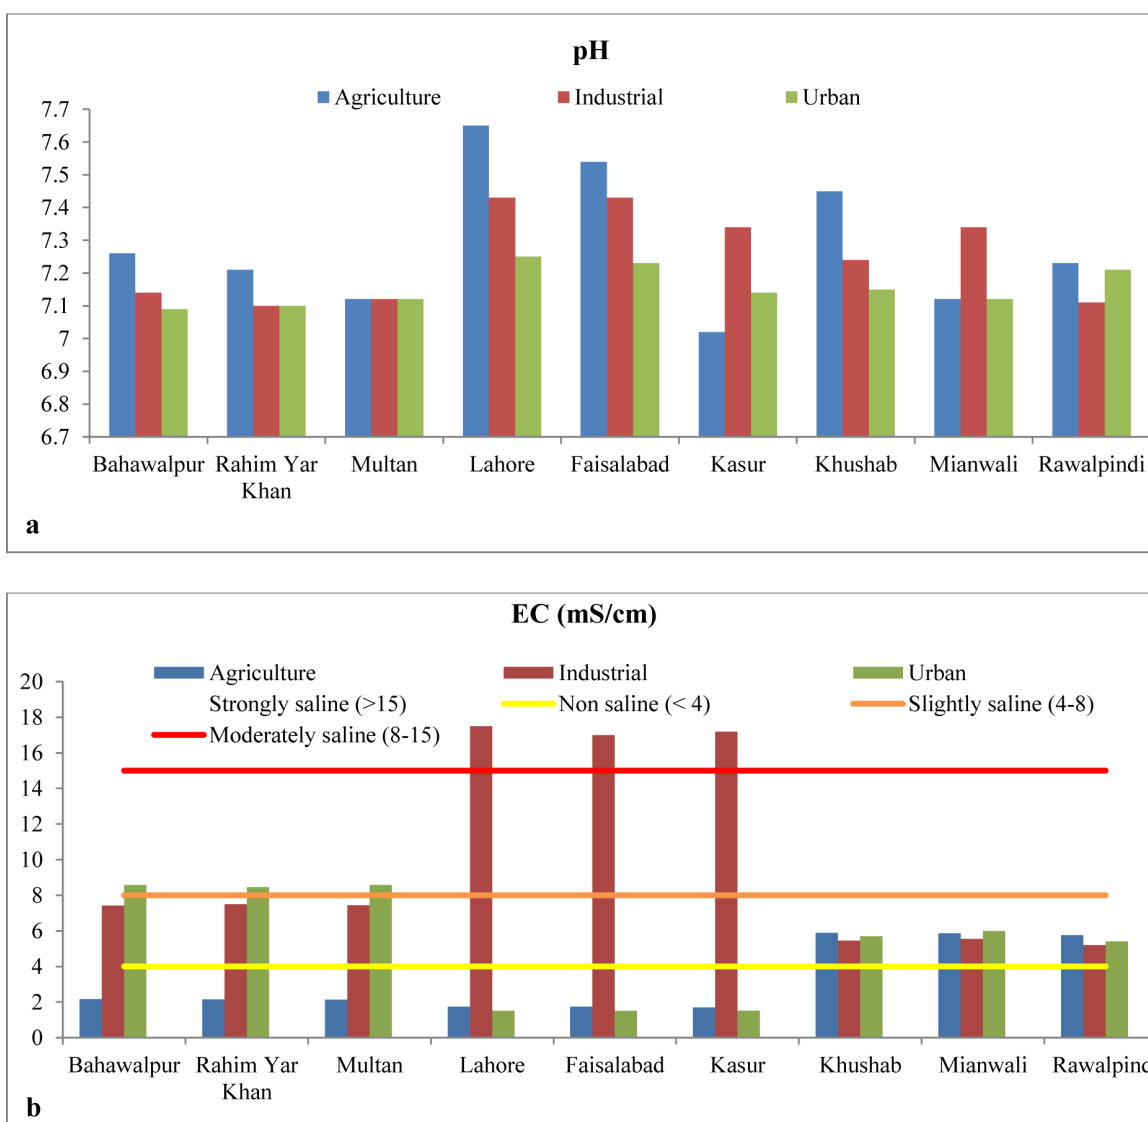 pH
Agriculture Industrial Urban
7.7
7.6
7.5
7.4
7.3
7.2
7.1
7
6.9
6.8
6.7
Bahawalpur Rahim Yar Multan Lahore Faisalabad Kasur Khushab Mianwali Rawalpindi
Khan
a
EC (mS/cm)
Agriculture Industrial Urban
Strongly saline (>15) Non saline (< 4) Slightly saline (4-8)
Moderately saline (8-15)
20
18
16
14
12
10
8
6
4
2
0
Bahawalpur Rahim Yar Multan Lahore Faisalabad Kasur Khushab Mianwali Rawalpind
Khan
b